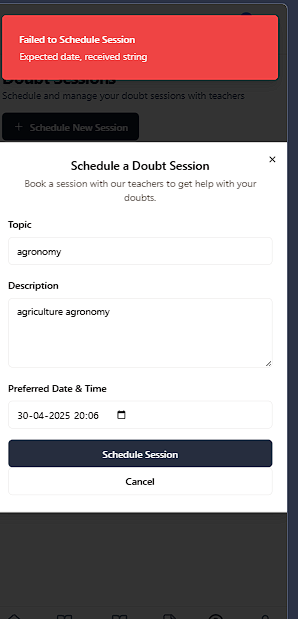 Failed to Schedule Session
Expected date, received string
Doubt Sessions
Schedule and manage your doubt sessions with teachers
+ Schedule New Session
Schedule a Doubt Session
Book a session with our teachers to get help with your
doubts.
Topic
agronomy
Description
agriculture agronomy
Preferred Date & Time
30-04-2025 20:06
Schedule Session
Cancel